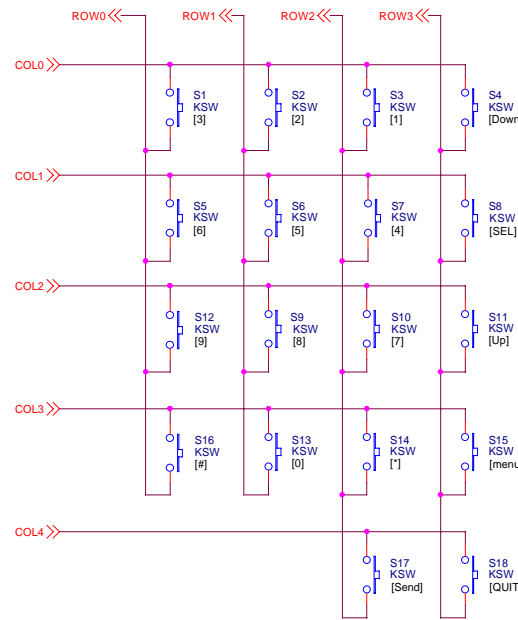 ROW0 ROW1 ROW2 ROW3
COL0
S1 S2 S3 S4
KSW KSW KSW KSW
[3] [2] [1] [Down
COL1
S5 S6 S7 S8
KSW KSW KSW KSW
[6] [5] [4] [SEL]
COL2
S12 S9 S10 S11
KSW KSW KSW KSW
[9] [8] [7] [Up]
COL3
S16 S13 S14 S15
KSW KSW KSW KSW
[#] [0] [*] [menu
COL4
S17 S18
KSW KSW
[Send] [QUIT